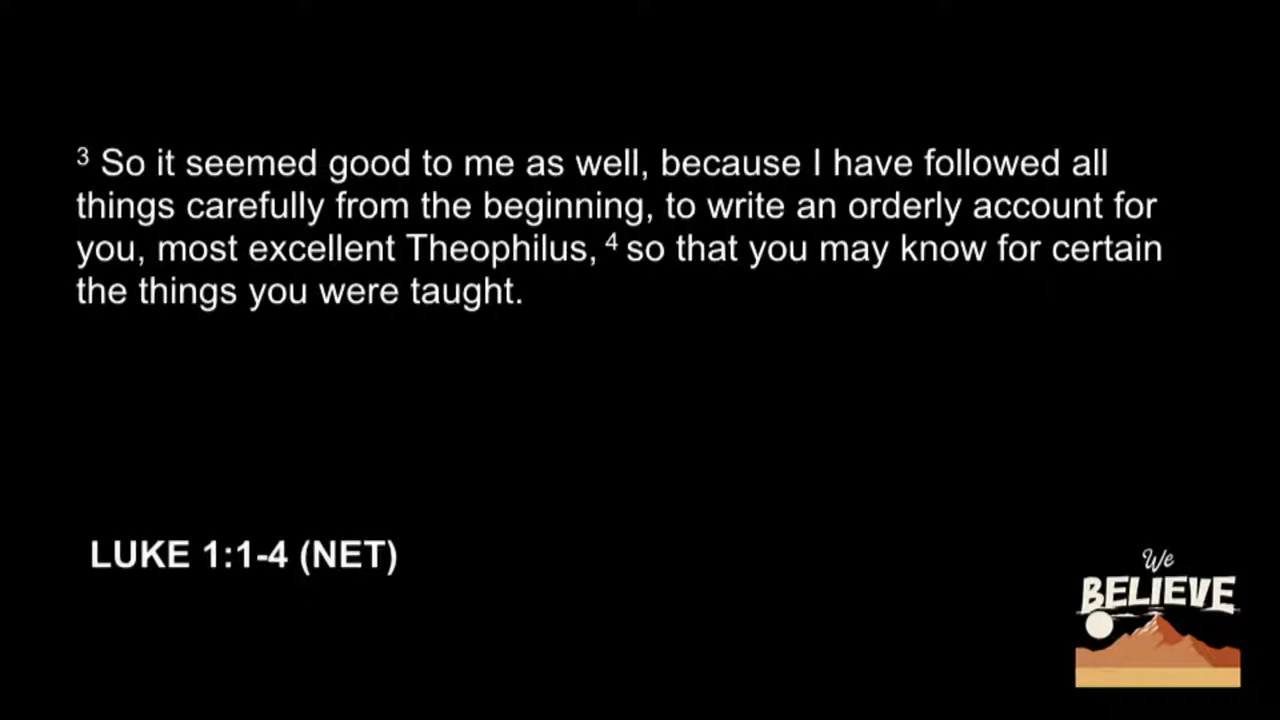 ³ So it seemed good to me as well, because I have followed all
things carefully from the beginning, to write an orderly account for
you, most excellent Theophilus, ⁴ so that you may know for certain
the things you were taught.
LUKE 1:1-4 (NET)
We
BELIEVE